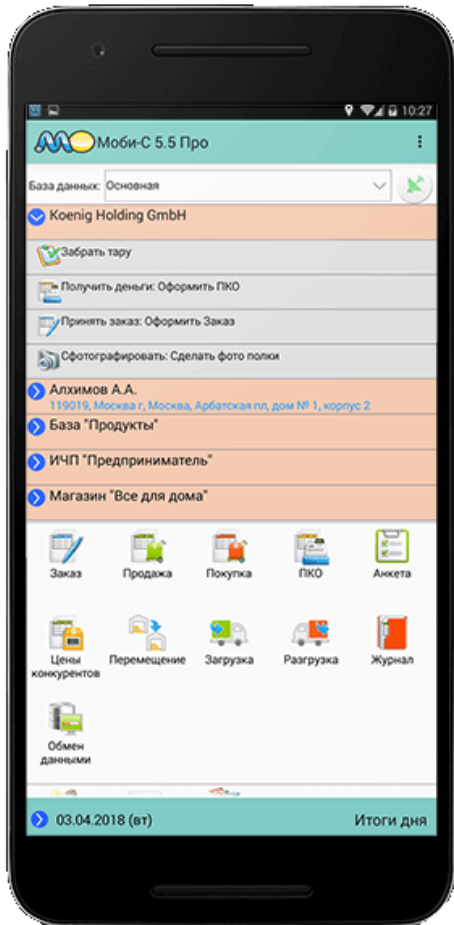 10:27
Моби-С 5.5 Про
База данных: Основная
Koenig Holding GmbH
Забрать тару
Получить деньги: Оформить ПКО
Принять заказ: Оформить Заказ
Сфотографировать: Сделать фото полки
Алхимов А.А.
119019, Москва г, Москва, Арбатская пл, дом № 1, корпус 2
База "Продукты"
ИЧП "Предприниматель"
Магазин "Все для дома"
Заказ Продажа Покупка ПКО Анкета
Цены Перемещение Загрузка Разгрузка Журнал
конкурентов
Обмен
данными
03.04.2018 (вт) Итоги дня